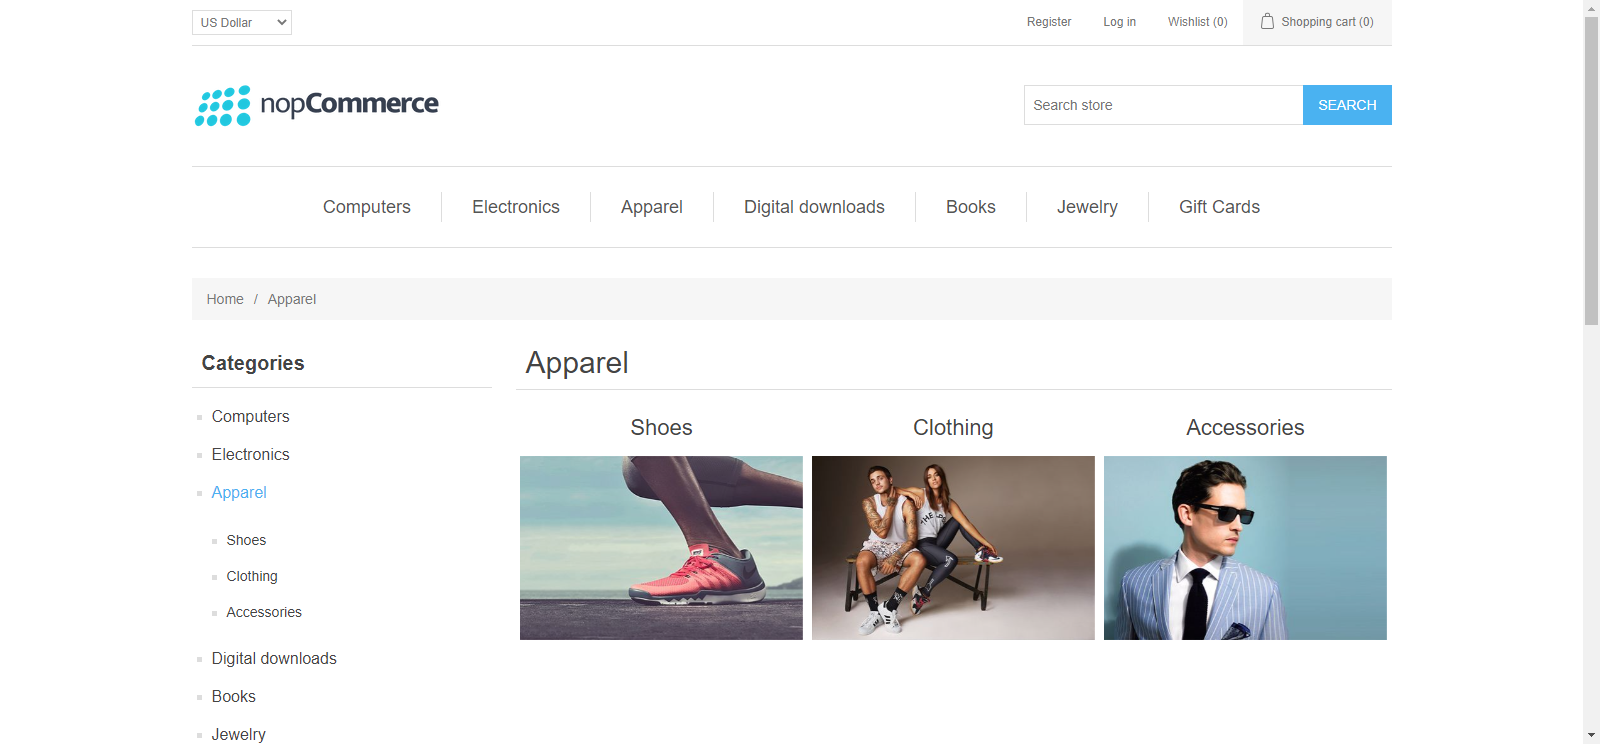 US Dollar
Register
Log in
Wishlist (0)
Shopping cart (0)
nopCommerce
Search store
SEARCH
Computers
Electronics
Apparel
Digital downloads
Books
Jewelry
Gift Cards
Home / Apparel
Categories
Computers
Electronics
Apparel
Shoes
Clothing
Accessories
Digital downloads
Books
Jewelry
Apparel
Shoes
Clothing
Accessories